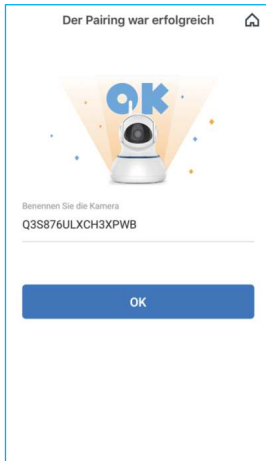 Der Pairing war erfolgreich
OK
Benennen Sie die Kamera
Q3S876ULXCH3XPWB
OK